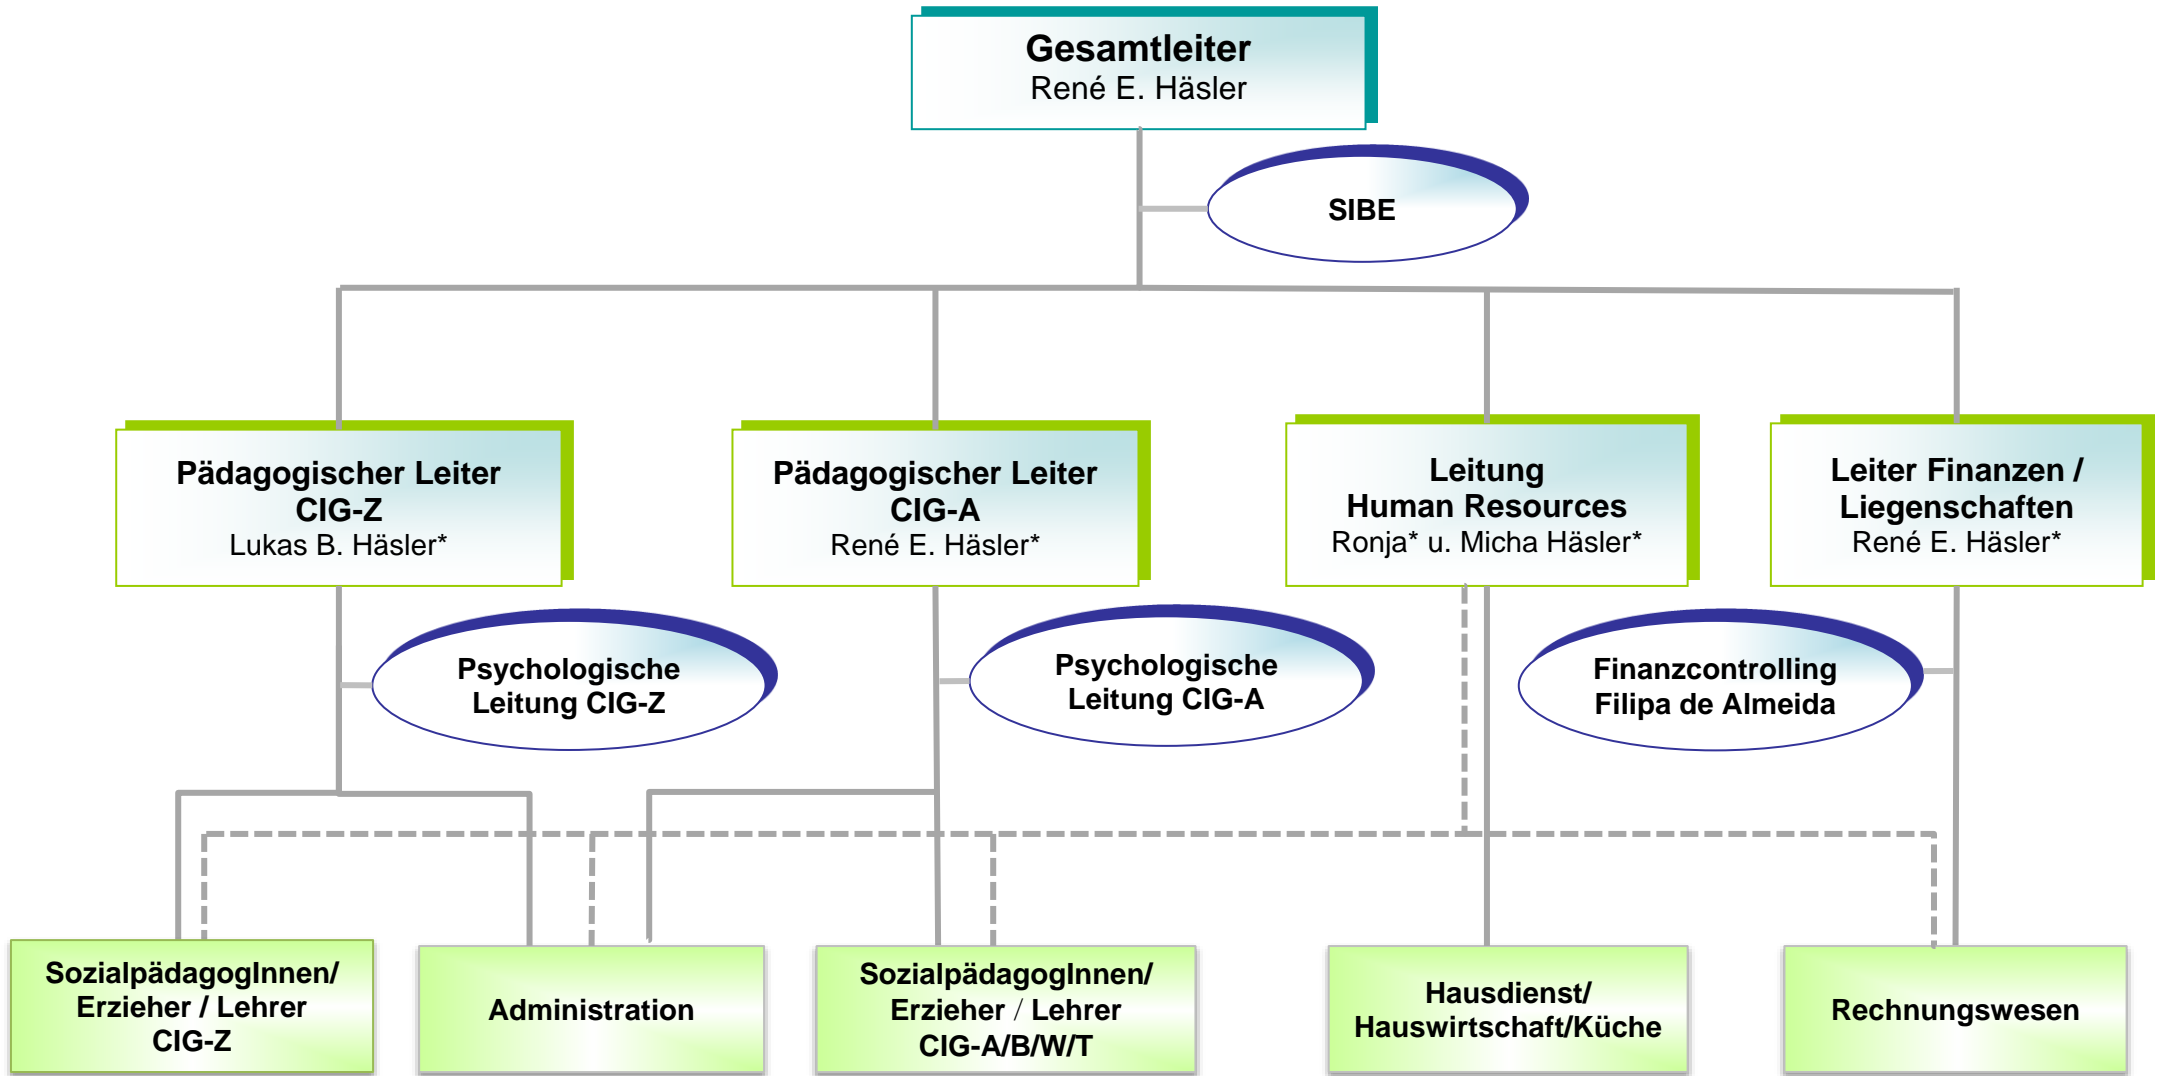 Gesamtleiter
René E. Häsler
SIBE
Pädagogischer Leiter
CIG-Z
Lukas B. Häsler*
Pädagogischer Leiter
CIG-A
René E. Häsler*
Leitung
Human Resources
Ronja* u. Micha Häsler*
Leiter Finanzen /
Liegenschaften
René E. Häsler*
Psychologische
Leitung CIG-Z
Psychologische
Leitung CIG-A
Finanzcontrolling
Filipa de Almeida
SozialpädagogInnen/
Erzieher / Lehrer
CIG-Z
Administration
SozialpädagogInnen/
Erzieher / Lehrer
CIG-A/B/W/T
Hausdienst/
Hauswirtschaft/Küche
Rechnungswesen